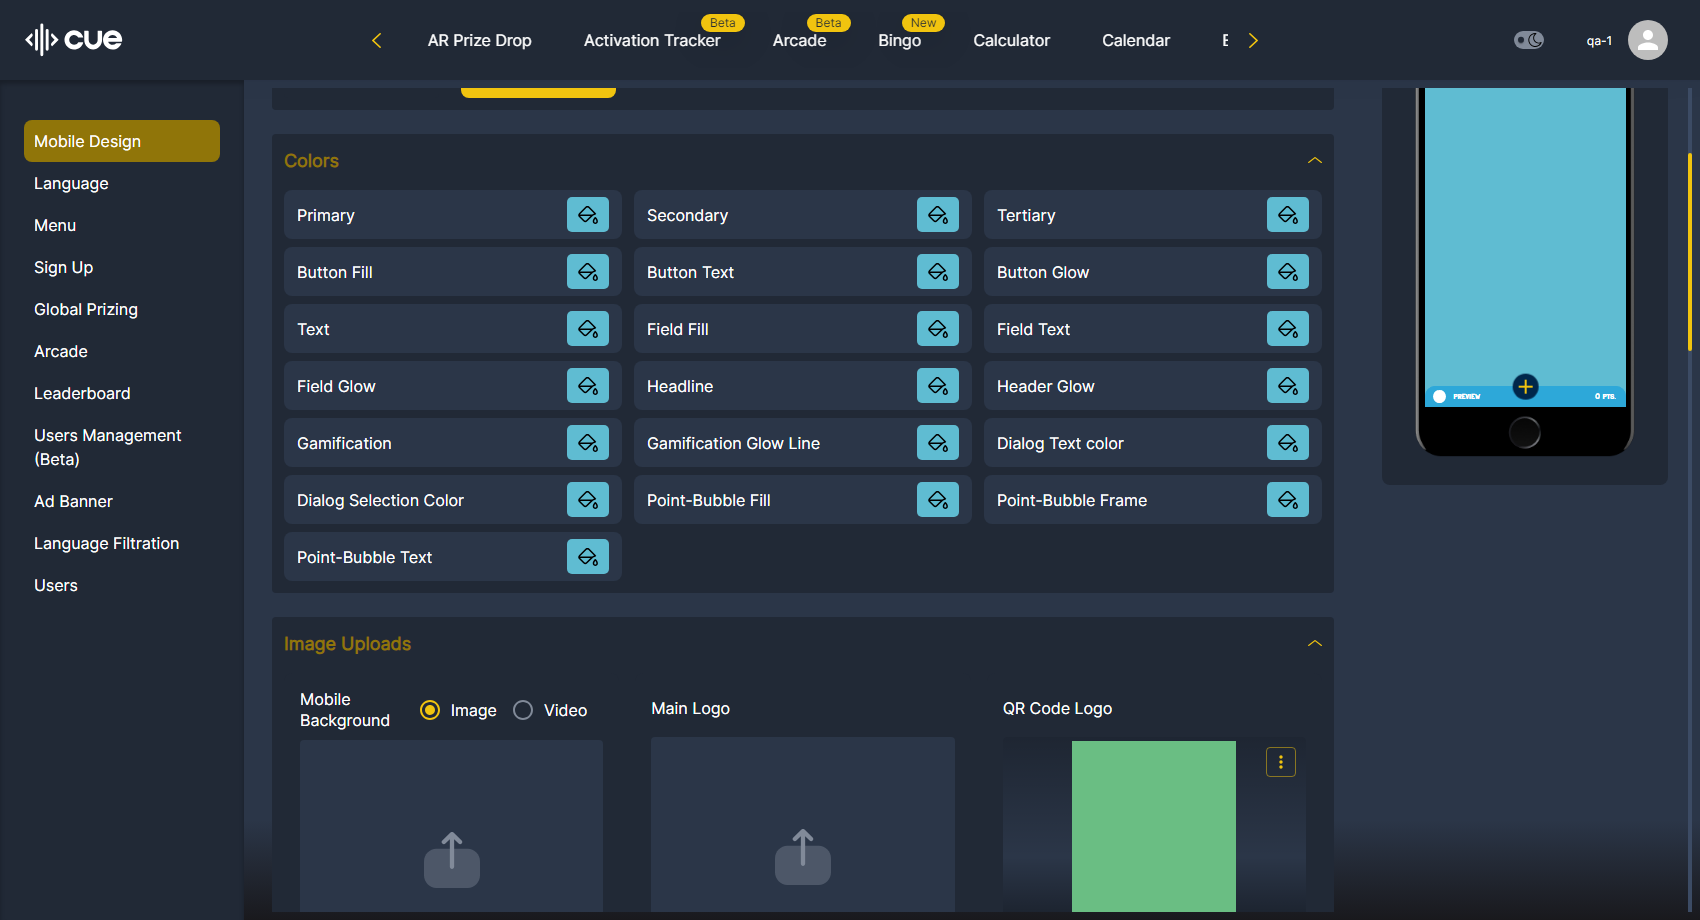 cue
AR Prize Drop
Activation Tracker
Beta
Arcade
Beta
Bingo
New
Calculator
Calendar
qa-1
Mobile Design
Language
Menu
Sign Up
Global Prizing
Arcade
Leaderboard
Users Management
(Beta)
Ad Banner
Language Filtration
Users
Colors
Primary
Secondary
Tertiary
Button Fill
Button Text
Button Glow
Text
Field Fill
Field Text
Field Glow
Headline
Header Glow
Gamification
Gamification Glow Line
Dialog Text color
Dialog Selection Color
Point-Bubble Fill
Point-Bubble Frame
Point-Bubble Text
Image Uploads
Mobile
Background
Image
Video
Main Logo
QR Code Logo
PREVIEW
0 PTS.